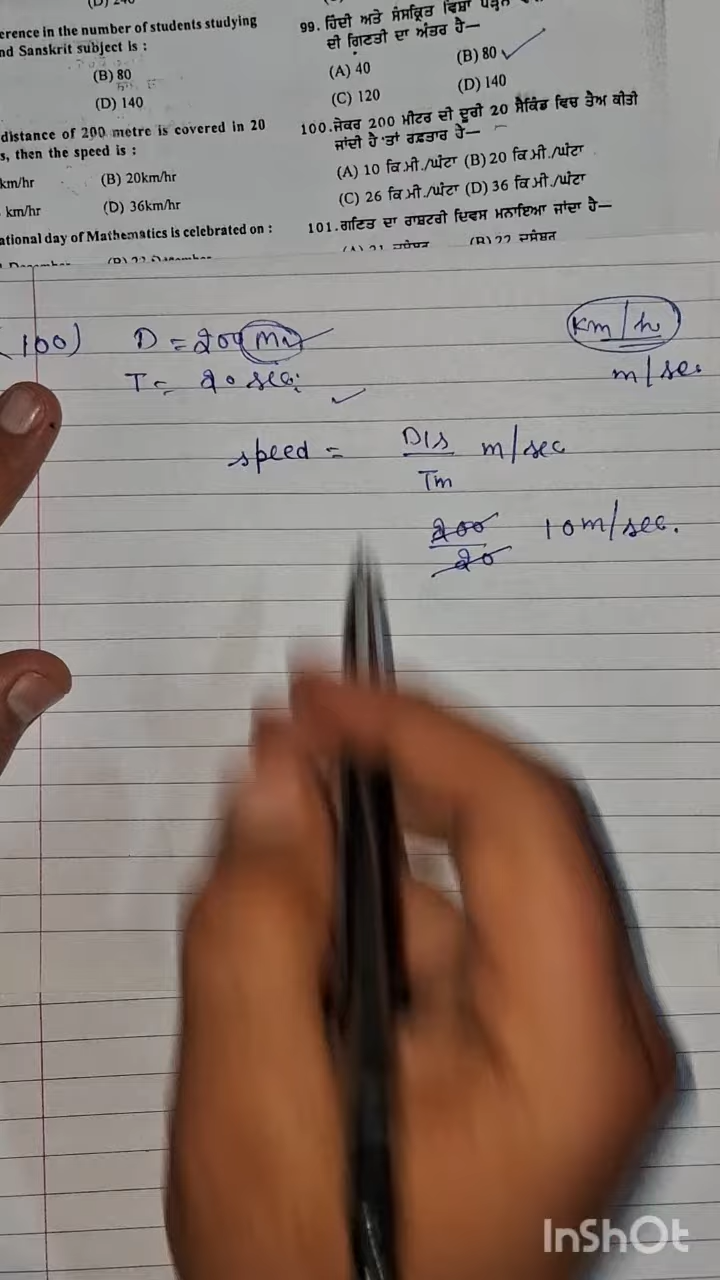 erence in the number of students studying
nd Sanskrit subject is :
(B) 80
(D) 140
distance of 200 metre is covered in 20
s, then the speed is :
km/hr (B) 20km/hr
km/hr (D) 36km/hr
ational day of Mathematics is celebrated on :
99. ਹਿੰਦੀ ਅਤੇ ਸੰਸਕ੍ਰਿਤ ਵਿਸ਼ਾ
ਦੀ ਗਿਣਤੀ ਦਾ ਅੰਤਰ ਹੈ—
(A) 40 (B) 80
(C) 120 (D) 140
100.ਜੇਕਰ 200 ਮੀਟਰ ਦੀ ਦੂਰੀ 20 ਸੈਕਿੰਡ ਵਿਚ ਤੈਅ ਕੀਤੀ
ਜਾਂਦੀ ਹੈ ਤਾਂ ਰਫ਼ਤਾਰ ਹੈ—
(A) 10 ਕਿ.ਮੀ./ਘੰਟਾ (B) 20 ਕਿ.ਮੀ./ਘੰਟਾ
(C) 26 ਕਿ.ਮੀ./ਘੰਟਾ (D) 36 ਕਿ.ਮੀ./ਘੰਟਾ
101.ਗਣਿਤ ਦਾ ਰਾਸ਼ਟਰੀ ਦਿਵਸ ਮਨਾਇਆ ਜਾਂਦਾ ਹੈ—
(B) 22 ਦਸੰਬਰ
(100) D = 200 m km/h
T = 20 sec. m/sec
speed = Dis m/sec
Tm
200 10m/sec.
20
InShOt